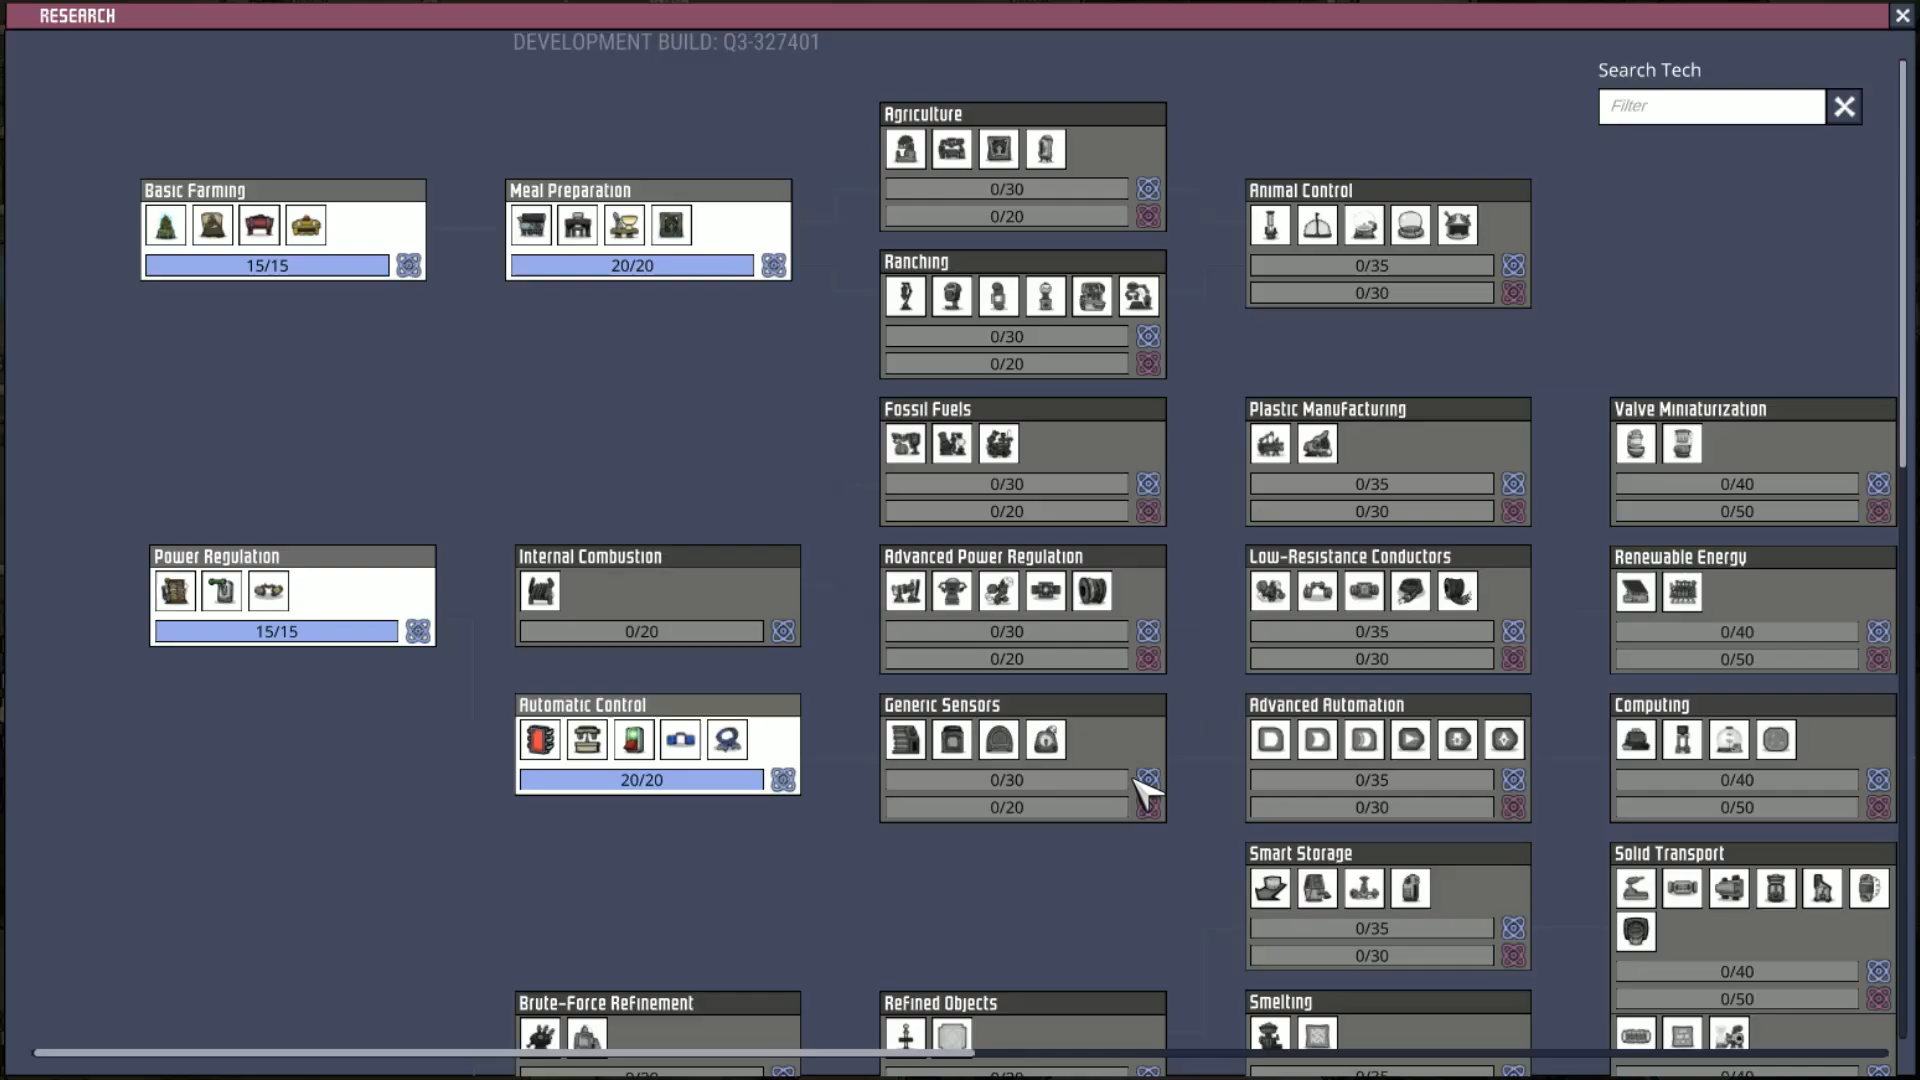 RESEARCH
DEVELOPMENT BUILD: Q3-327401
Search Tech
Filter
Basic Farming
15/15
Meal Preparation
20/20
Agriculture
0/30
0/20
Animal Control
0/35
0/30
Ranching
0/30
0/20
Fossil Fuels
0/30
0/20
Plastic Manufacturing
0/35
0/30
Valve Miniaturization
0/40
0/50
Power Regulation
15/15
Internal Combustion
0/20
Advanced Power Regulation
0/30
0/20
Low-Resistance Conductors
0/35
0/30
Renewable Energy
0/40
0/50
Automatic Control
20/20
Generic Sensors
0/30
0/20
Advanced Automation
0/35
0/30
Computing
0/40
0/50
Smart Storage
0/35
0/30
Solid Transport
0/40
0/50
Brute-Force Refinement
Refined Objects
Smelting